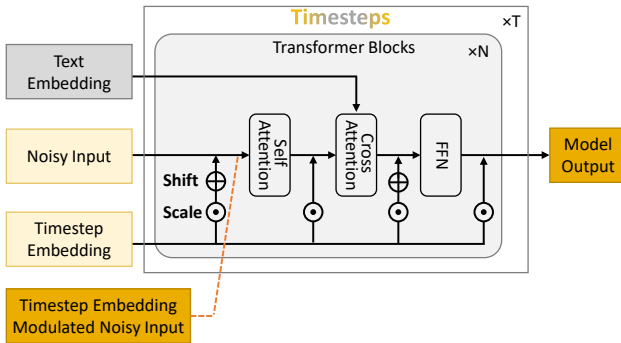 Timesteps
×T
Transformer Blocks
×N
Text
Embedding
Noisy Input
Self
Attention
Cross
Attention
FFN
Model
Output
Shift
Scale
Timestep
Embedding
Timestep Embedding
Modulated Noisy Input